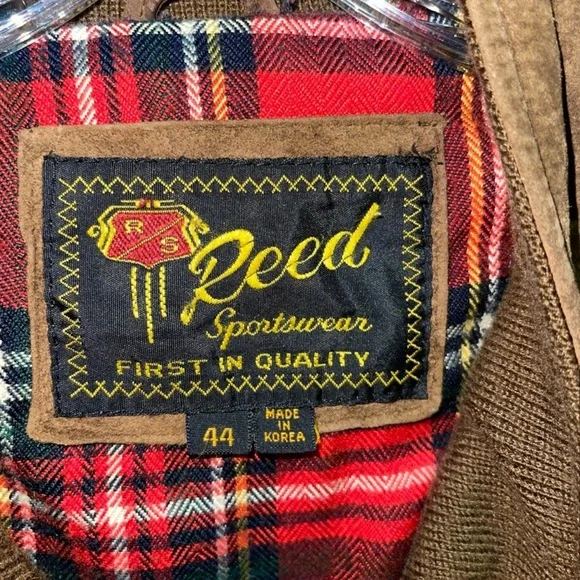 R
S
Reed
Sportswear
FIRST IN QUALITY
44
MADE
IN
KOREA